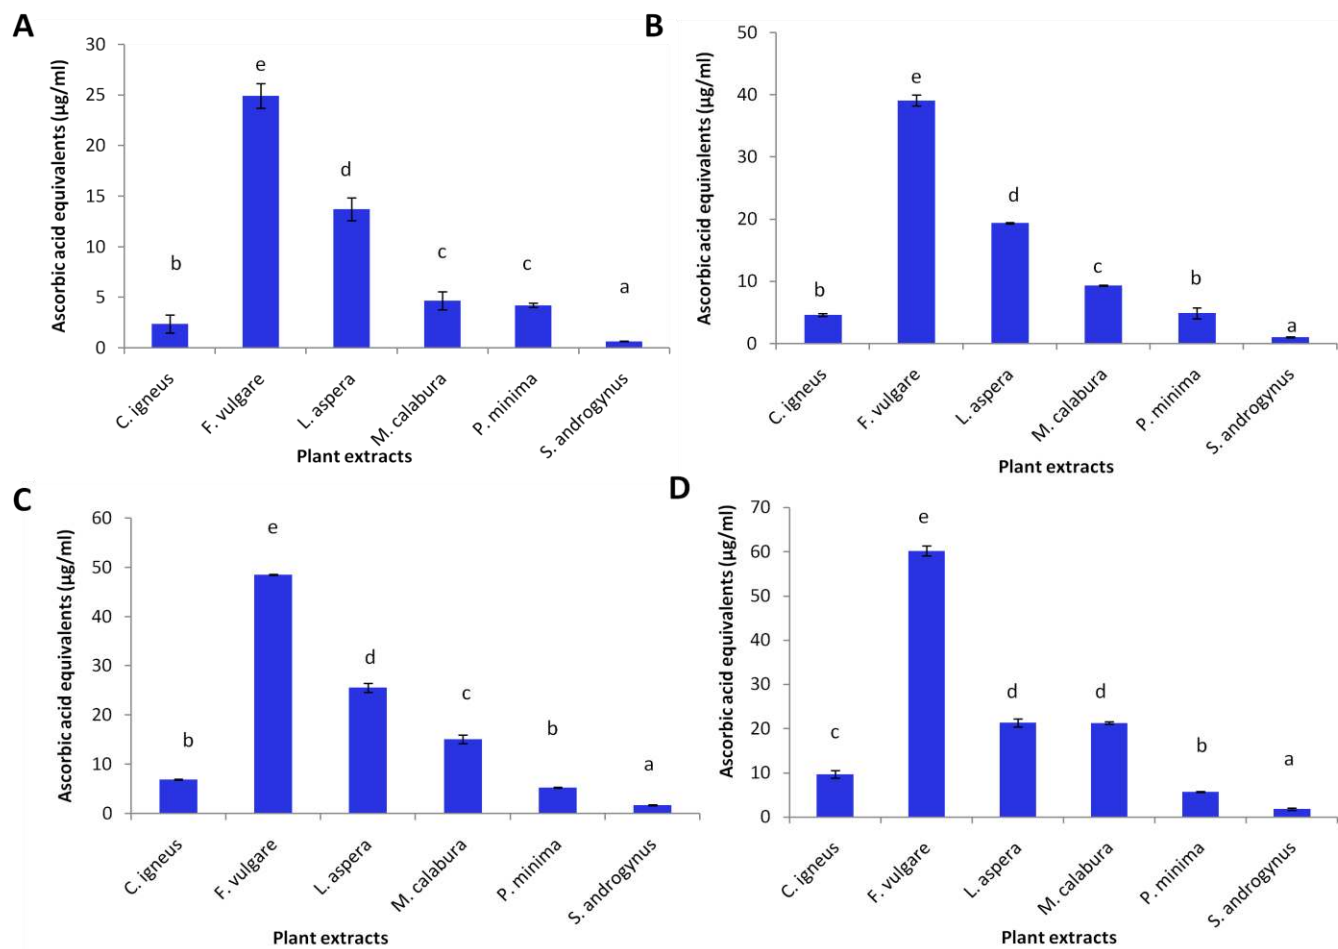 A
Ascorbic acid equivalents (µg/ml)
30
25
20
15
10
5
0
b
e
d
c
c
a
C. igneus
F. vulgare
L. aspera
M. calabura
P. minima
S. androgynus
Plant extracts
B
Ascorbic acid equivalents (µg/ml)
50
40
30
20
10
0
b
e
d
c
b
a
C. igneus
F. vulgare
L. aspera
M. calabura
P. minima
S. androgynus
Plant extracts
C
Ascorbic acid equivalents (µg/ml)
60
50
40
30
20
10
0
b
e
d
c
b
a
C. igneus
F. vulgare
L. aspera
M. calabura
P. minima
S. androgynus
Plant extracts
D
Ascorbic acid equivalents (µg/ml)
70
60
50
40
30
20
10
0
c
e
d
d
b
a
C. igneus
F. vulgare
L. aspera
M. calabura
P. minima
S. androgynus
Plant extracts